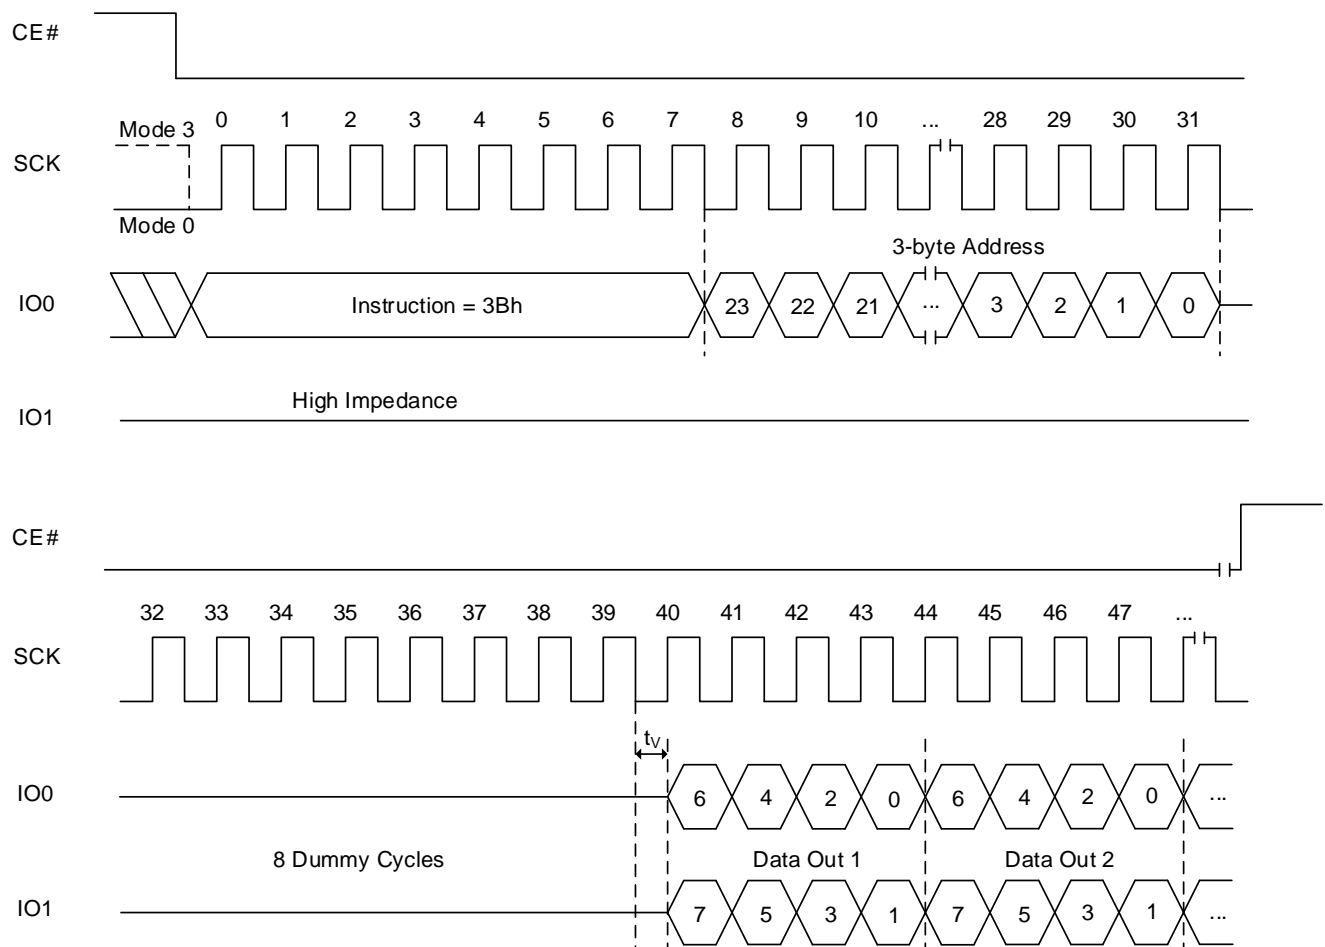 CE#
Mode 3 0 1 2 3 4 5 6 7 8 9 10 ... 28 29 30 31
SCK
Mode 0
3-byte Address
IO0 Instruction = 3Bh 23 22 21 ... 3 2 1 0
High Impedance
IO1
CE#
32 33 34 35 36 37 38 39 40 41 42 43 44 45 46 47 ...
SCK
tV
IO0 6 4 2 0 6 4 2 0 ...
8 Dummy Cycles Data Out 1 Data Out 2
IO1 7 5 3 1 7 5 3 1 ...